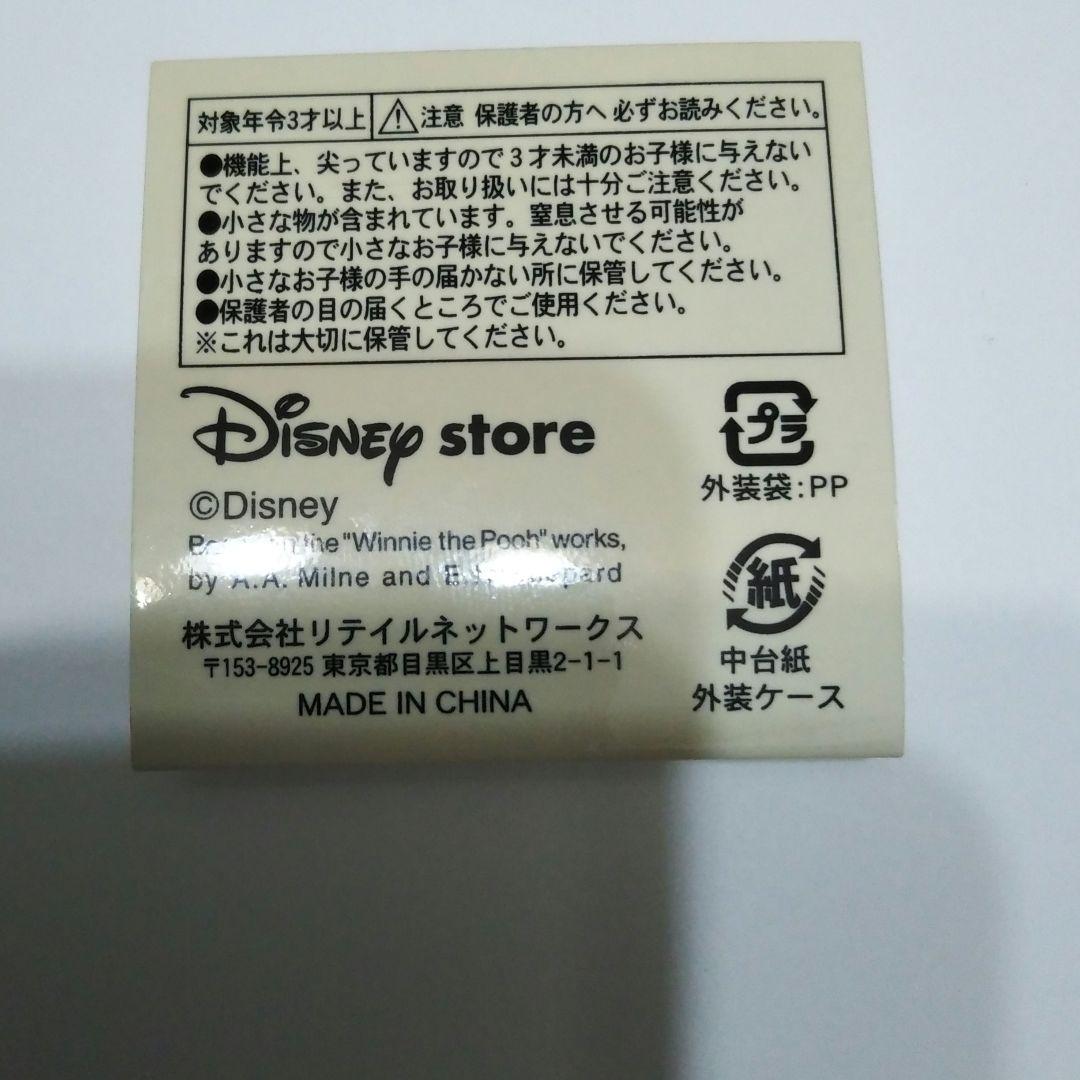 対象年令3才以上 注意 保護者の方へ 必ずお読みください。
●機能上、尖っていますので3才未満のお子様に与えない
でください。また、お取り扱いには十分ご注意ください。
●小さな物が含まれています。窒息させる可能性が
ありますので小さなお子様に与えないでください。
●小さなお子様の手の届かない所に保管してください。
●保護者の目の届くところでご使用ください。
※これは大切に保管してください。
Disney store
©Disney
the "Winnie the Pooh" works,
by A.A. Milne and
株式会社リテイルネットワークス
〒153-8925 東京都目黒区上目黒2-1-1
MADE IN CHINA
プラ
外装袋:PP
紙
中台紙
外装ケース